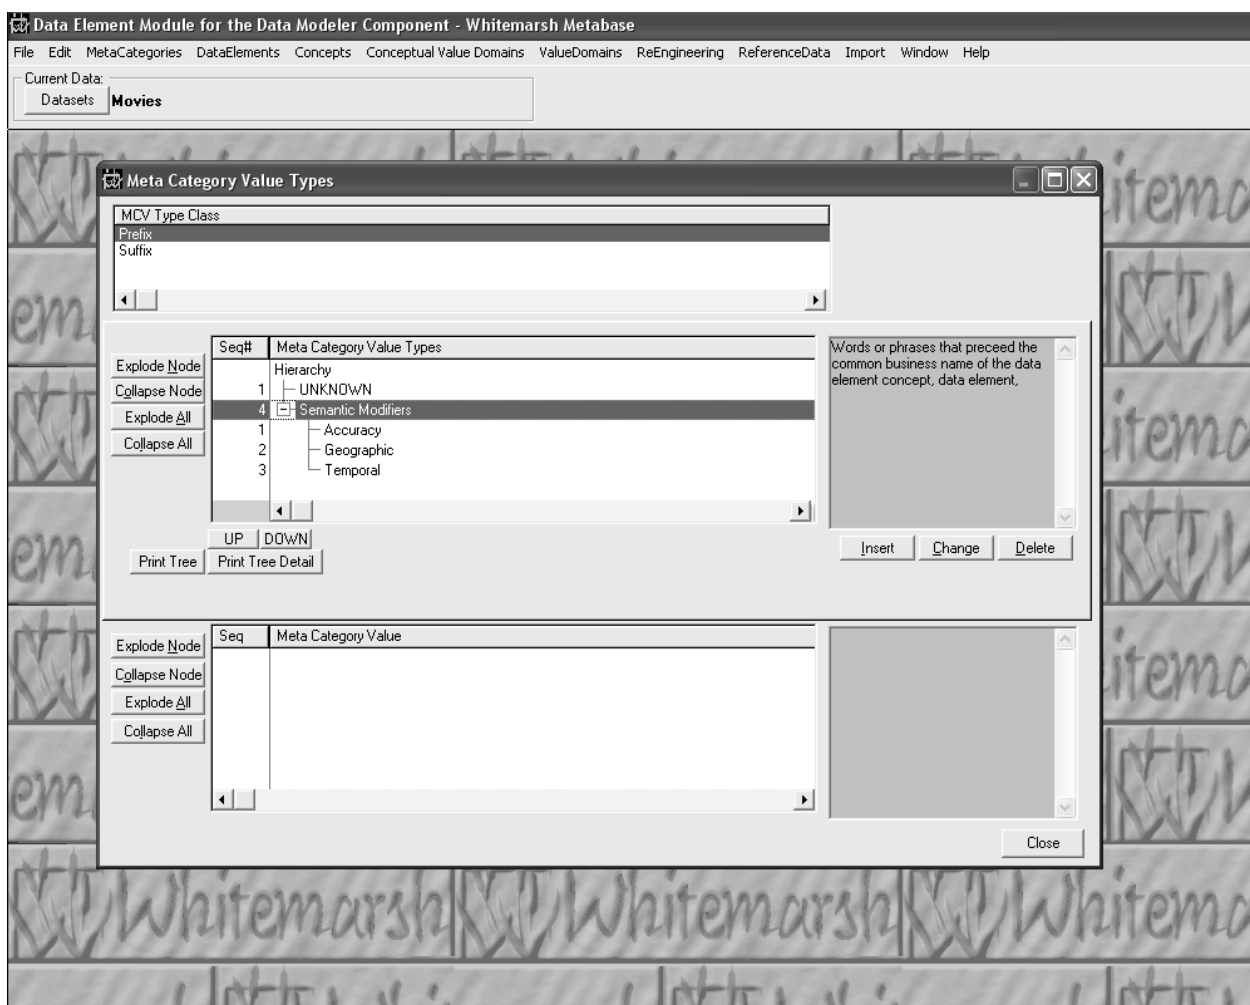 Data Element Module for the Data Modeler Component - Whitemarsh Metabase
File Edit MetaCategories DataElements Concepts Conceptual Value Domains ValueDomains ReEngineering ReferenceData Import Window Help
Current Data:
Datasets Movies
Meta Category Value Types
MCV Type Class
Prefix
Suffix
Seq# Meta Category Value Types
Hierarchy
1 UNKNOWN
4 Semantic Modifiers
1 Accuracy
2 Geographic
3 Temporal
Explode Node
Collapse Node
Explode All
Collapse All
Words or phrases that preceed the
common business name of the data
element concept, data element,
UP DOWN
Print Tree Print Tree Detail
Insert Change Delete
Seq Meta Category Value
Explode Node
Collapse Node
Explode All
Collapse All
Close
Whitemarsh Whitemarsh